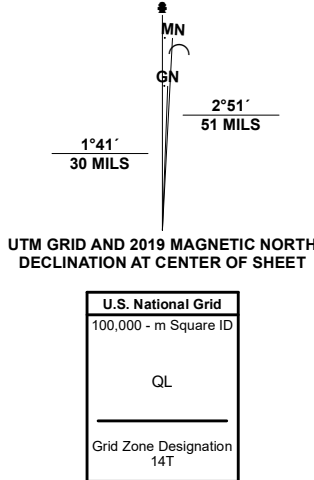 MN
GN
2°51´
51 MILS
1°41´
30 MILS
UTM GRID AND 2019 MAGNETIC NORTH
DECLINATION AT CENTER OF SHEET
U.S. National Grid
100,000 - m Square ID
QL
Grid Zone Designation
14T